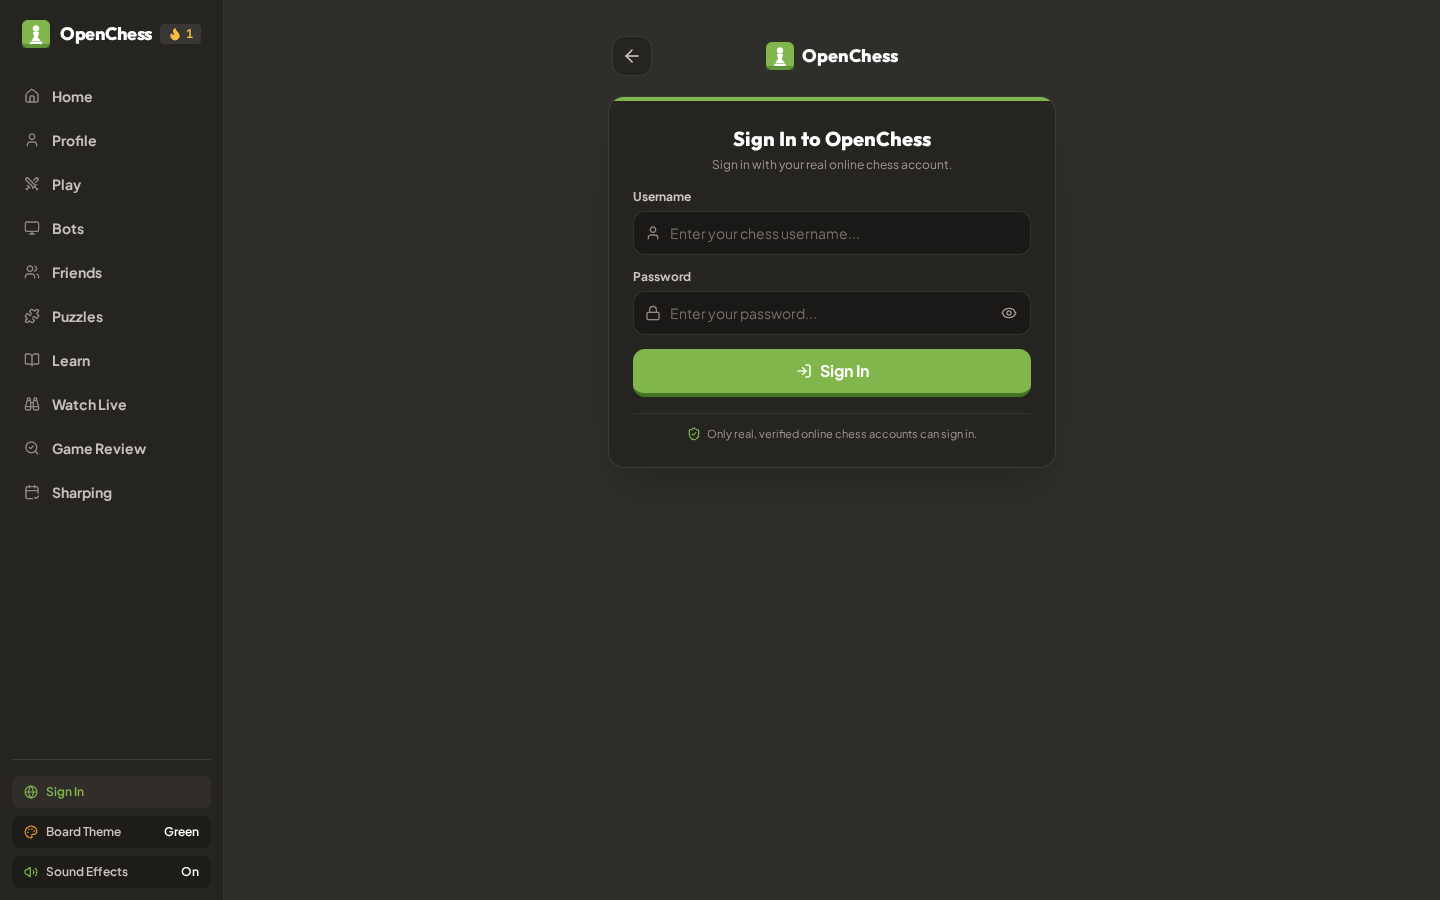 OpenChess 1
Home
Profile
Play
Bots
Friends
Puzzles
Learn
Watch Live
Game Review
Sharping
Sign In
Board Theme Green
Sound Effects On
OpenChess
Sign In to OpenChess
Sign in with your real online chess account.
Username
Enter your chess username...
Password
Enter your password...
Sign In
Only real, verified online chess accounts can sign in.